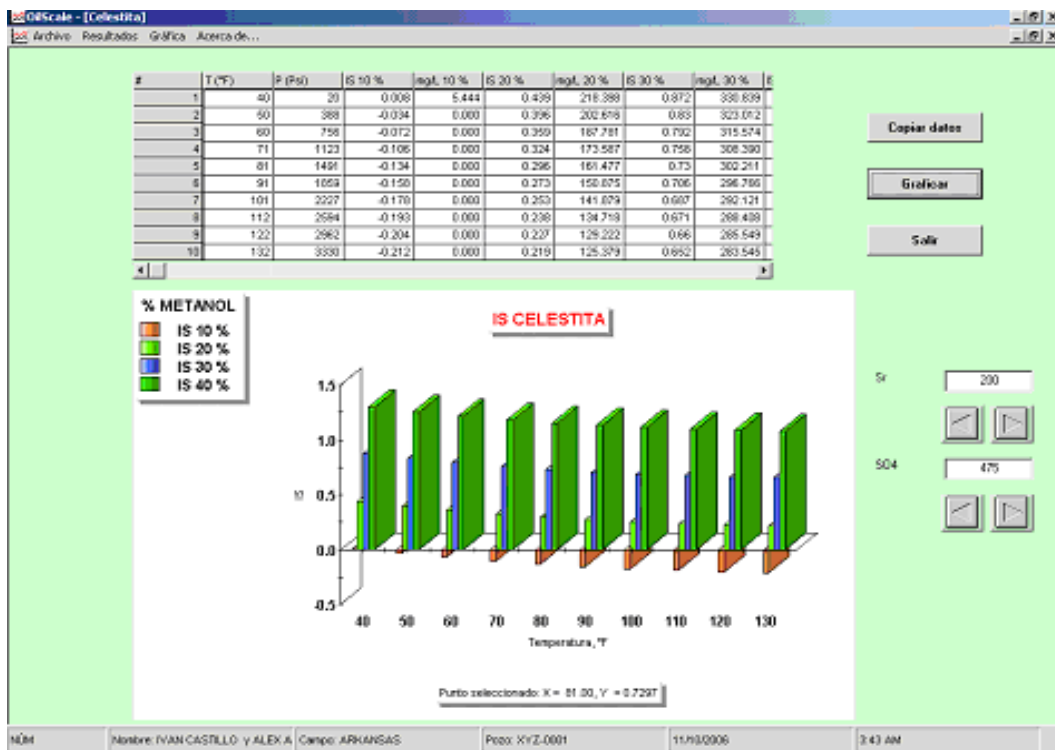 OilScale - [Celestita]
Archivo Resultados Gráfica Acerca de...
# T (°F) P (Psi) IS 10 % mg/L 10 % IS 20 % mg/L 20 % IS 30 % mg/L 30 %
1 40 20 0.008 5.444 0.439 218.388 0.872 330.839
2 50 388 -0.034 0.000 0.396 202.616 0.83 323.012
3 60 756 -0.072 0.000 0.359 187.781 0.792 315.574
4 71 1123 -0.106 0.000 0.324 173.587 0.758 308.390
5 81 1491 -0.134 0.000 0.296 161.477 0.73 302.211
6 91 1859 -0.158 0.000 0.273 150.875 0.706 296.786
7 101 2227 -0.178 0.000 0.253 141.879 0.687 292.121
8 112 2594 -0.193 0.000 0.238 134.718 0.671 288.408
9 122 2962 -0.204 0.000 0.227 129.222 0.66 285.549
10 132 3330 -0.212 0.000 0.219 125.379 0.652 283.545
Copiar datos
Graficar
Salir
% METANOL
IS 10 %
IS 20 %
IS 30 %
IS 40 %
IS CELESTITA
1.5
1.0
0.5
0.0
-0.5
IS
40 50 60 70 80 90 100 110 120 130
Temperatura, °F
Punto seleccionado: X = 81.00, Y = 0.7297
Sr 200
SO4 475
NÚM Nombre: IVAN CASTILLO y ALEX A Campo: ARKANSAS Pozo: XYZ-0001 11/10/2006 3:43 AM